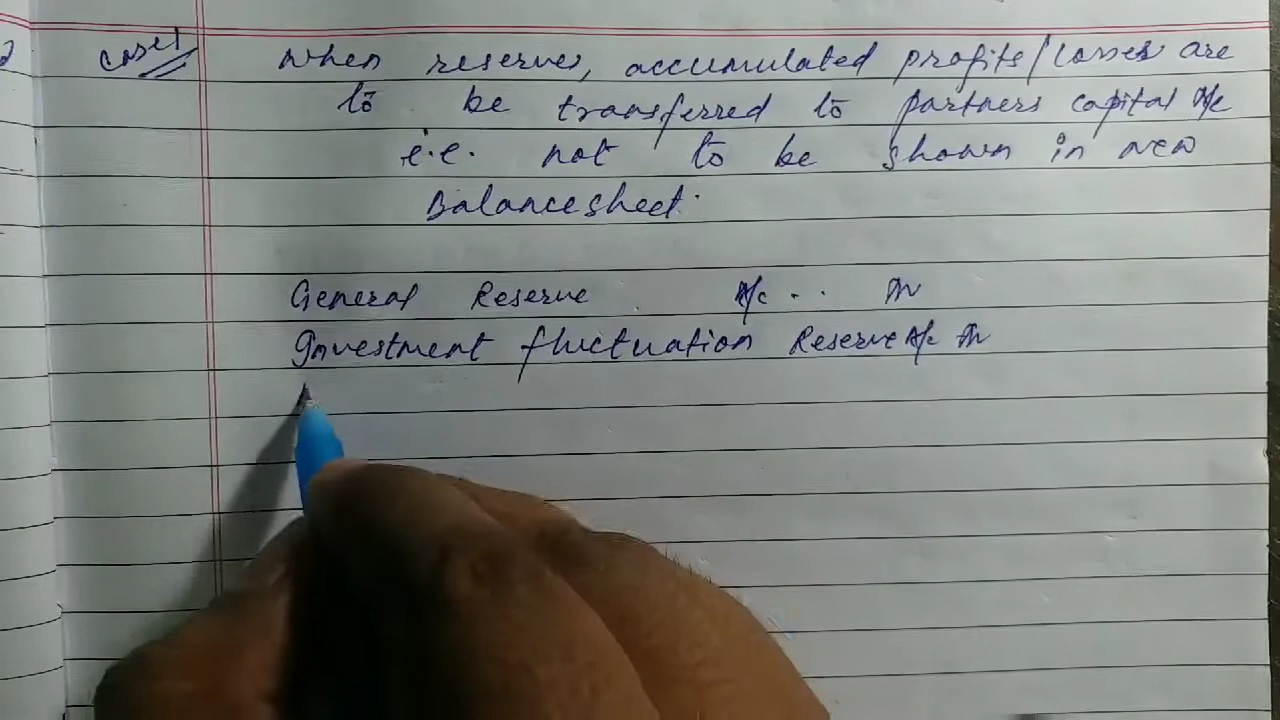 Case1 When reserves, accumulated profits/losses are
to be transferred to partners capital A/c
i.e. not to be shown in new
Balancesheet.
General Reserve A/c .. Dr
Investment fluctuation Reserve A/c Dr